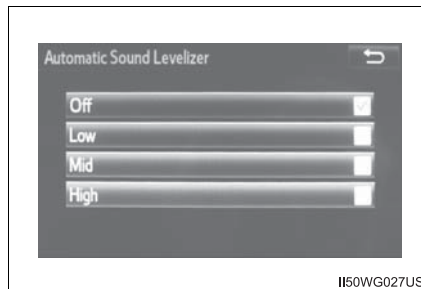 Automatic Sound Levelizer
Off
Low
Mid
High
II50WG027US